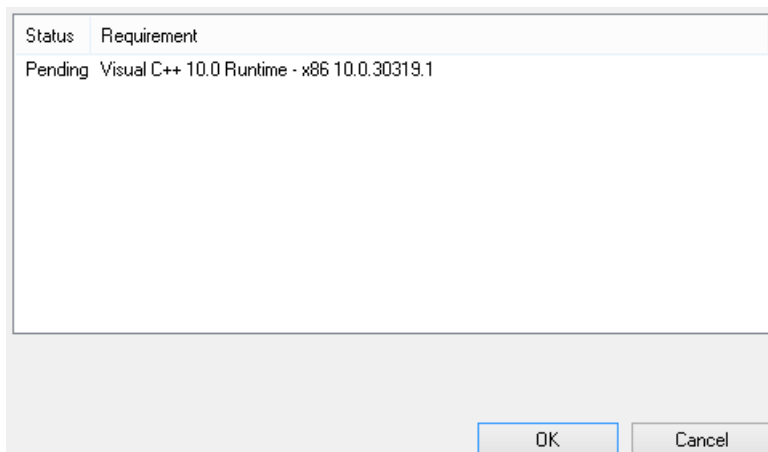 Status Requirement
Pending Visual C++ 10.0 Runtime - x86 10.0.30319.1
OK Cancel